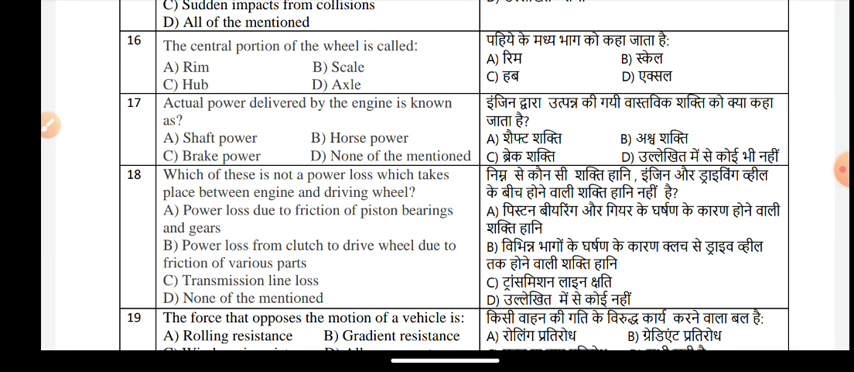 C) Sudden impacts from collisions
D) All of the mentioned
16
The central portion of the wheel is called:
A) Rim B) Scale
C) Hub D) Axle
पहिये के मध्य भाग को कहा जाता है:
A) रिम B) स्केल
C) हब D) एक्सल
17
Actual power delivered by the engine is known
as?
A) Shaft power B) Horse power
C) Brake power D) None of the mentioned
इंजिन द्वारा उत्पन्न की गयी वास्तविक शक्ति को क्या कहा
जाता है?
A) शैफ्ट शक्ति B) अश्व शक्ति
C) ब्रेक शक्ति D) उल्लेखित में से कोई भी नहीं
18
Which of these is not a power loss which takes
place between engine and driving wheel?
A) Power loss due to friction of piston bearings
and gears
B) Power loss from clutch to drive wheel due to
friction of various parts
C) Transmission line loss
D) None of the mentioned
निम्न से कौन सी शक्ति हानि , इंजिन और ड्राइविंग व्हील
के बीच होने वाली शक्ति हानि नहीं है?
A) पिस्टन बीयरिंग और गियर के घर्षण के कारण होने वाली
शक्ति हानि
B) विभिन्न भागों के घर्षण के कारण क्लच से ड्राइव व्हील
तक होने वाली शक्ति हानि
C) ट्रांसमिशन लाइन क्षति
D) उल्लेखित में से कोई नहीं
19
The force that opposes the motion of a vehicle is:
A) Rolling resistance B) Gradient resistance
किसी वाहन की गति के विरुद्ध कार्य करने वाला बल है:
A) रोलिंग प्रतिरोध B) ग्रेडिएंट प्रतिरोध